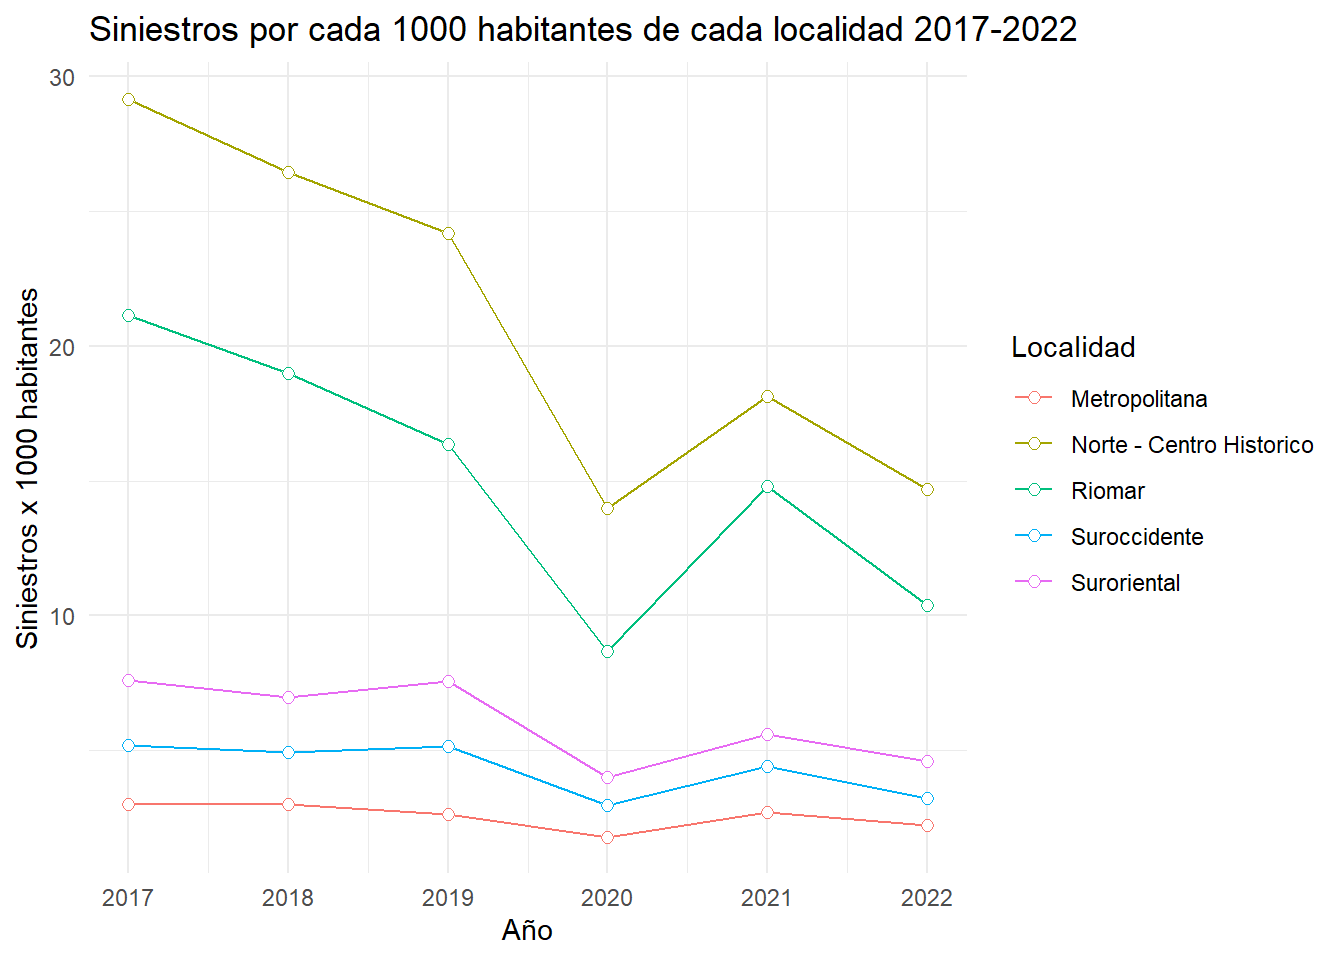 Siniestros por cada 1000 habitantes de cada localidad 2017-2022
Siniestros x 1000 habitantes
30
20
10
2017 2018 2019 2020 2021 2022
Año
Localidad
Metropolitana
Norte - Centro Historico
Riomar
Suroccidente
Suroriental